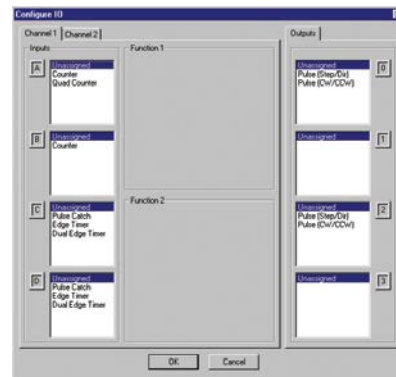 Configure IO
Channel 1 Channel 2
Inputs
A
Unassigned
Counter
Quad Counter
B
Unassigned
Counter
C
Unassigned
Pulse Catch
Edge Timer
Dual Edge Timer
D
Unassigned
Pulse Catch
Edge Timer
Dual Edge Timer
Function 1
Function 2
Outputs
Unassigned
Pulse (Step/Dir)
Pulse (CW/CCW)
0
Unassigned
1
Unassigned
Pulse (Step/Dir)
Pulse (CW/CCW)
2
Unassigned
3
OK Cancel